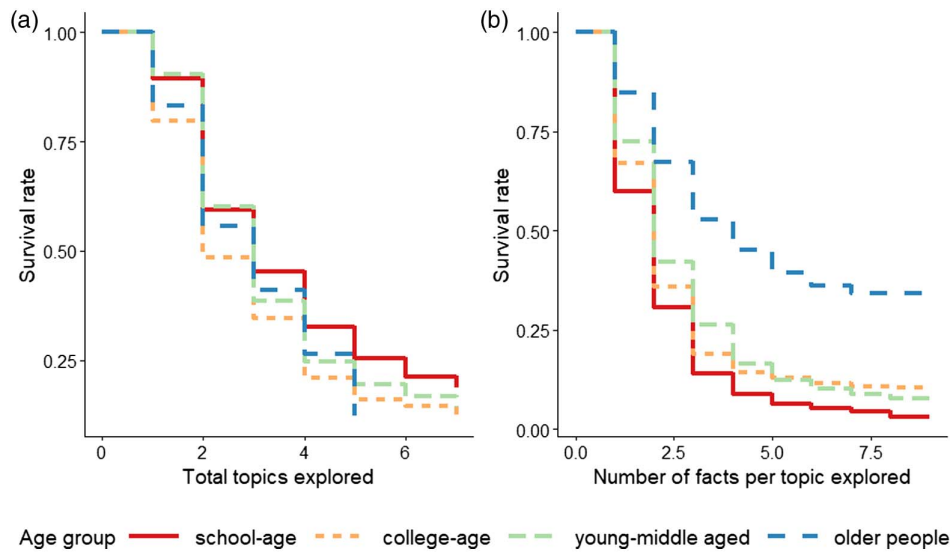 (a)
1.00
0.75
0.50
0.25
Survival rate
0 2 4 6
Total topics explored
(b)
1.00
0.75
0.50
0.25
0.00
Survival rate
0.0 2.5 5.0 7.5
Number of facts per topic explored
Age group school-age college-age young-middle aged older people